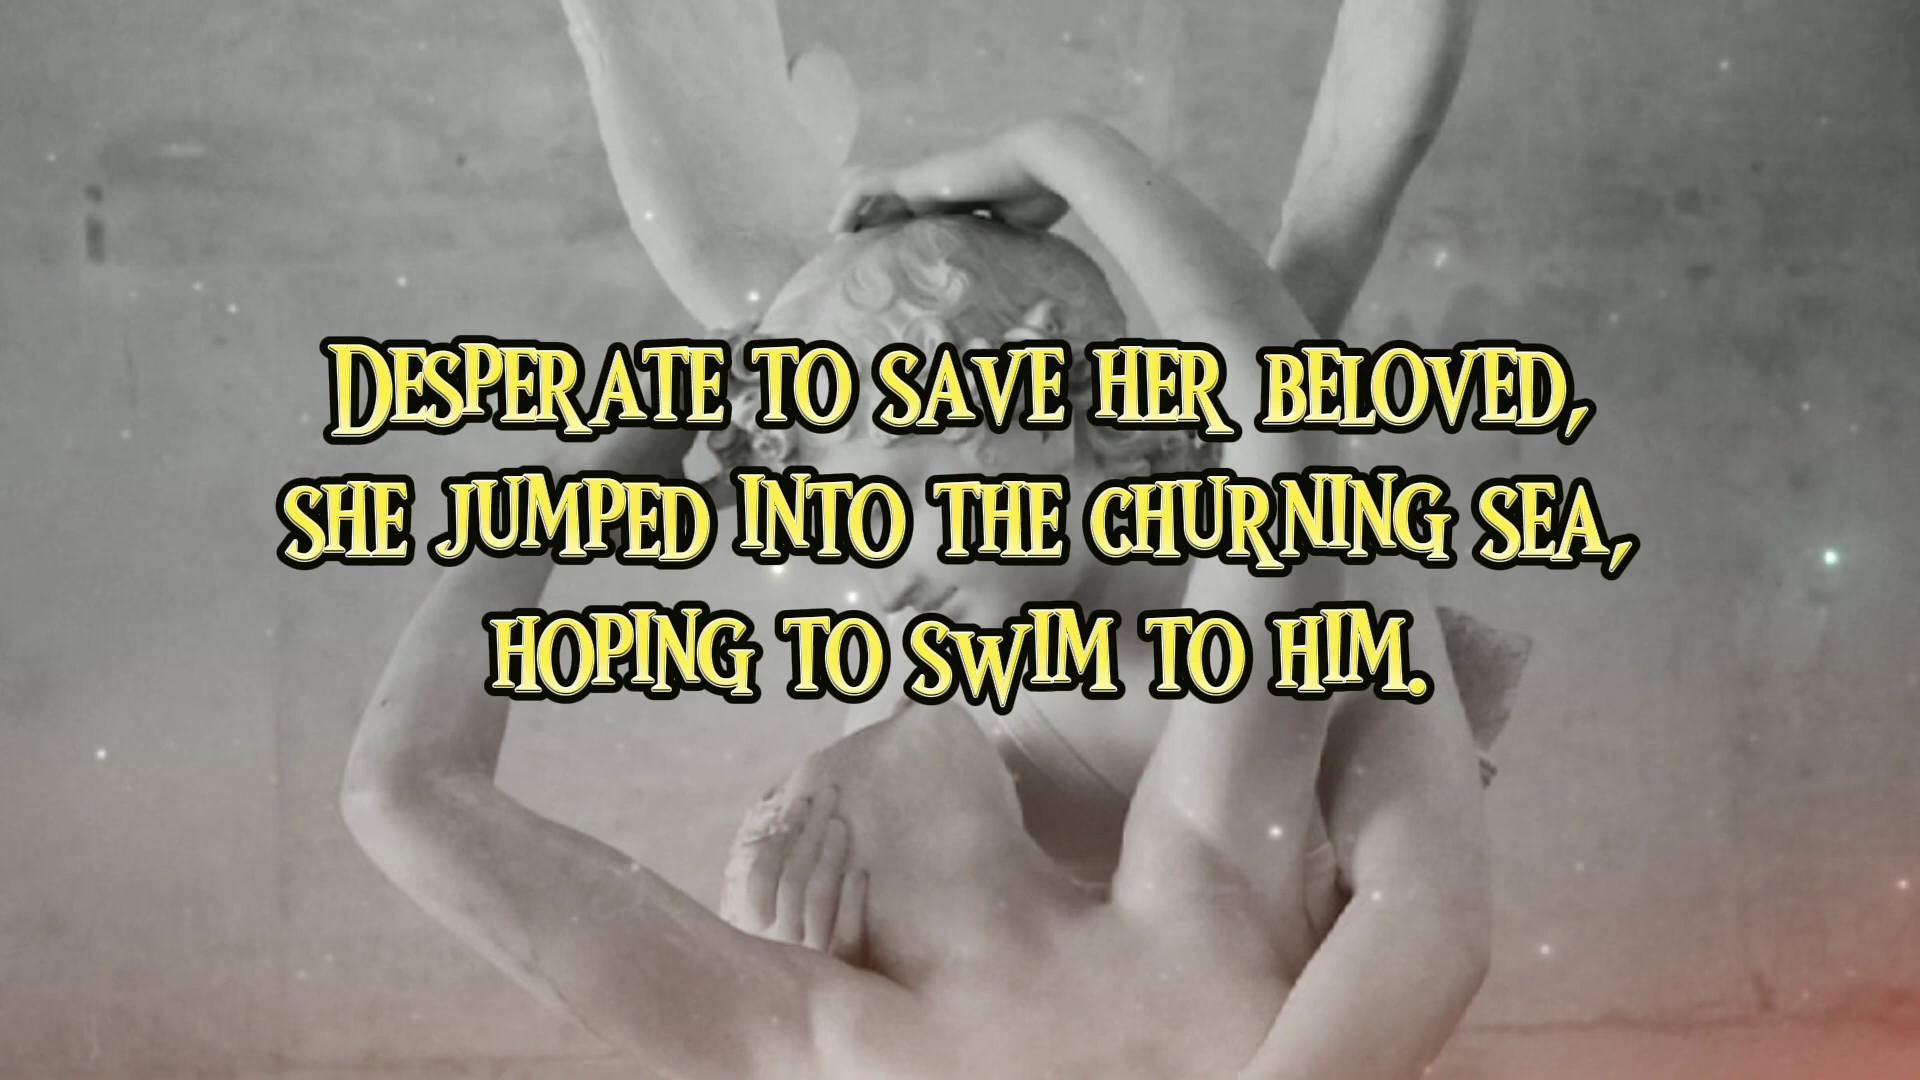 Desperate to save her beloved,
she jumped into the churning sea,
hoping to swim to him.